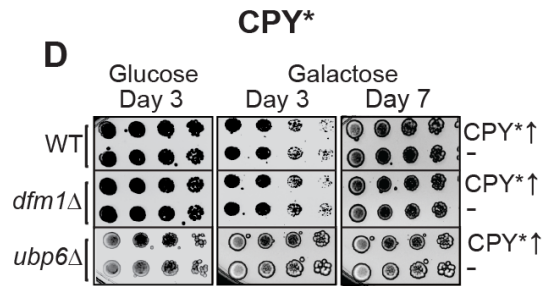 CPY*
D
Glucose
Day 3
Galactose
Day 3 Day 7
WT
CPY*↑
–
dfm1Δ
CPY*↑
–
ubp6Δ
CPY*↑
–